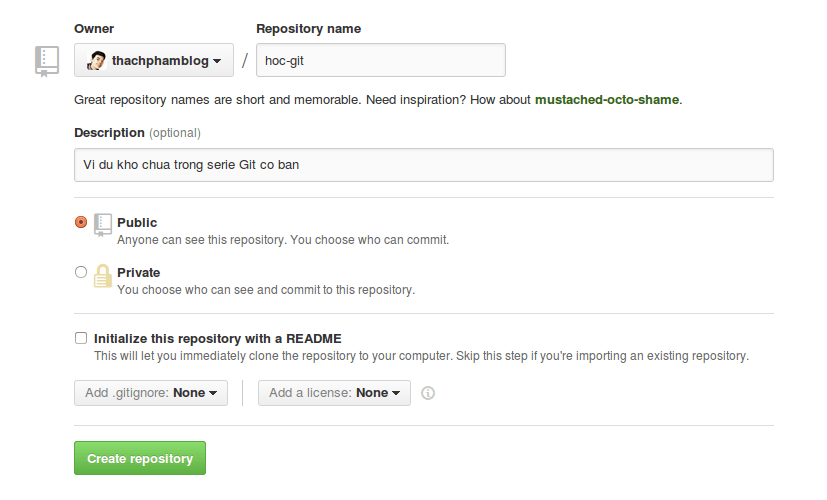 Owner Repository name
thachphamblog / hoc-git
Great repository names are short and memorable. Need inspiration? How about mustached-octo-shame.
Description (optional)
Vi du kho chua trong serie Git co ban
Public
Anyone can see this repository. You choose who can commit.
Private
You choose who can see and commit to this repository.
Initialize this repository with a README
This will let you immediately clone the repository to your computer. Skip this step if you're importing an existing repository.
Add .gitignore: None Add a license: None
Create repository